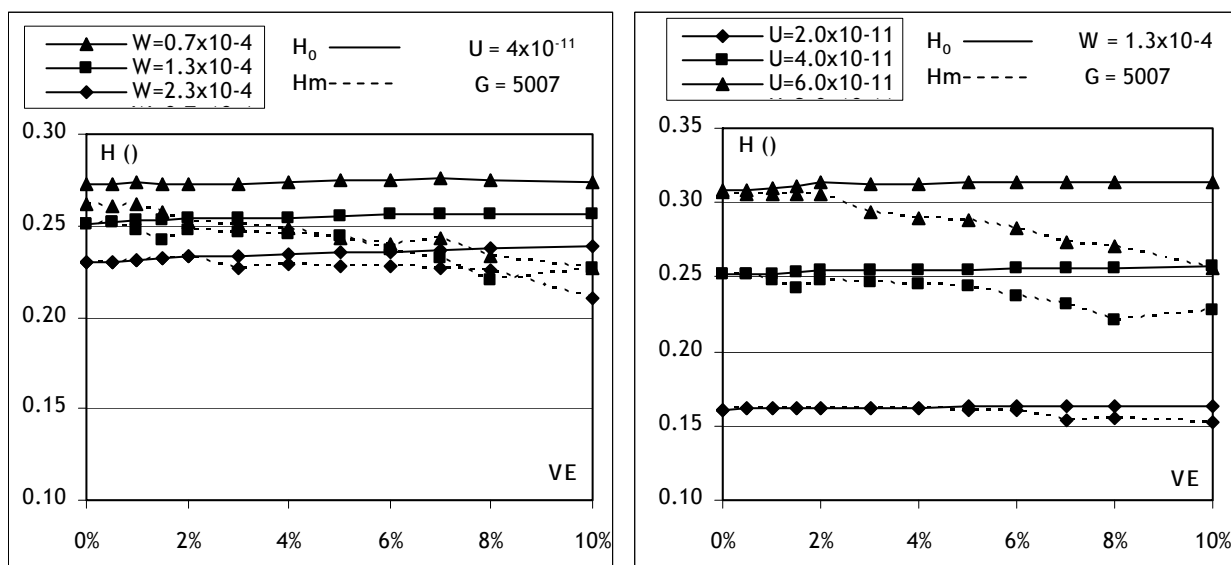 W=0.7x10-4
W=1.3x10-4
W=2.3x10-4
H₀ U = 4x10⁻¹¹
Hm G = 5007
0.30
0.25
0.20
0.15
0.10
H ()
VE
0% 2% 4% 6% 8% 10%
U=2.0x10-11
U=4.0x10-11
U=6.0x10-11
H₀ W = 1.3x10-4
Hm G = 5007
0.35
0.30
0.25
0.20
0.15
0.10
H ()
VE
0% 2% 4% 6% 8% 10%